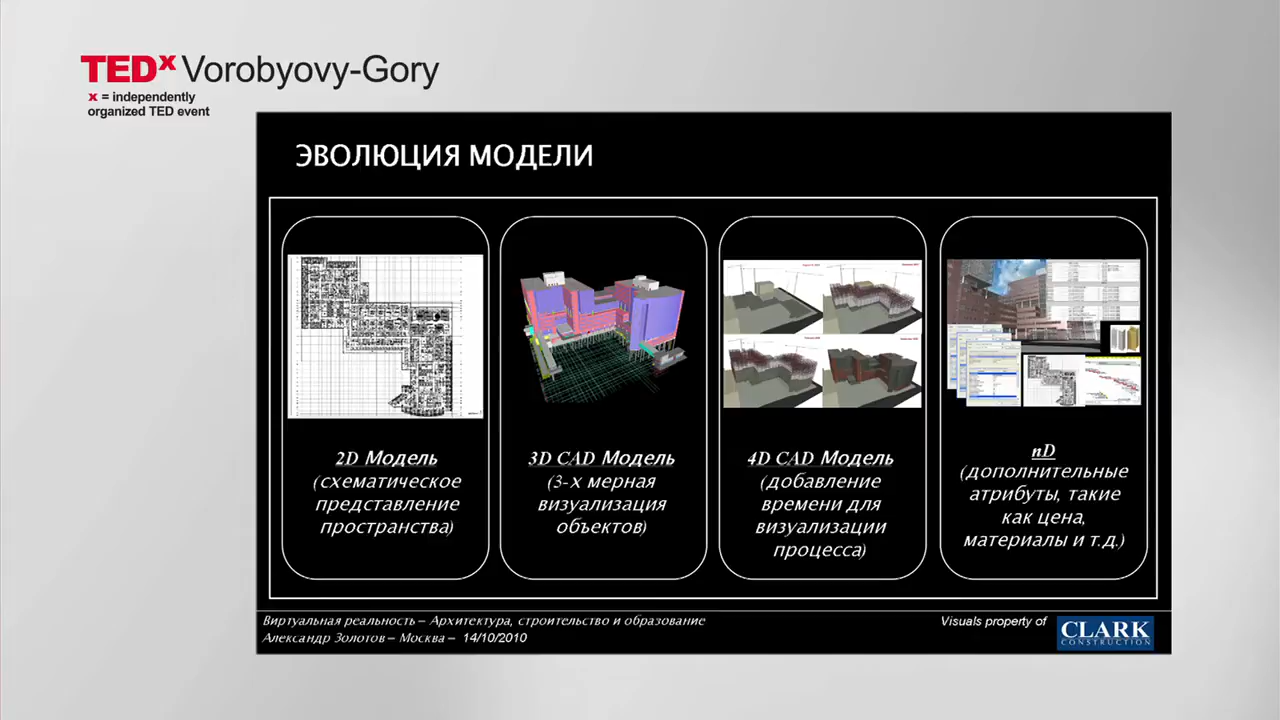 TEDx Vorobyovy-Gory
x = independently
organized TED event
ЭВОЛЮЦИЯ МОДЕЛИ
2D Модель
(схематическое
представление
пространства)
3D CAD Модель
(3-х мерная
визуализация
объектов)
4D CAD Модель
(добавление
времени для
визуализации
процесса)
nD
(дополнительные
атрибуты, такие
как цена,
материалы и т.д.)
Виртуальная реальность – Архитектура, строительство и образование
Александр Золотов – Москва – 14/10/2010
Visuals property of
CLARK
CONSTRUCTION